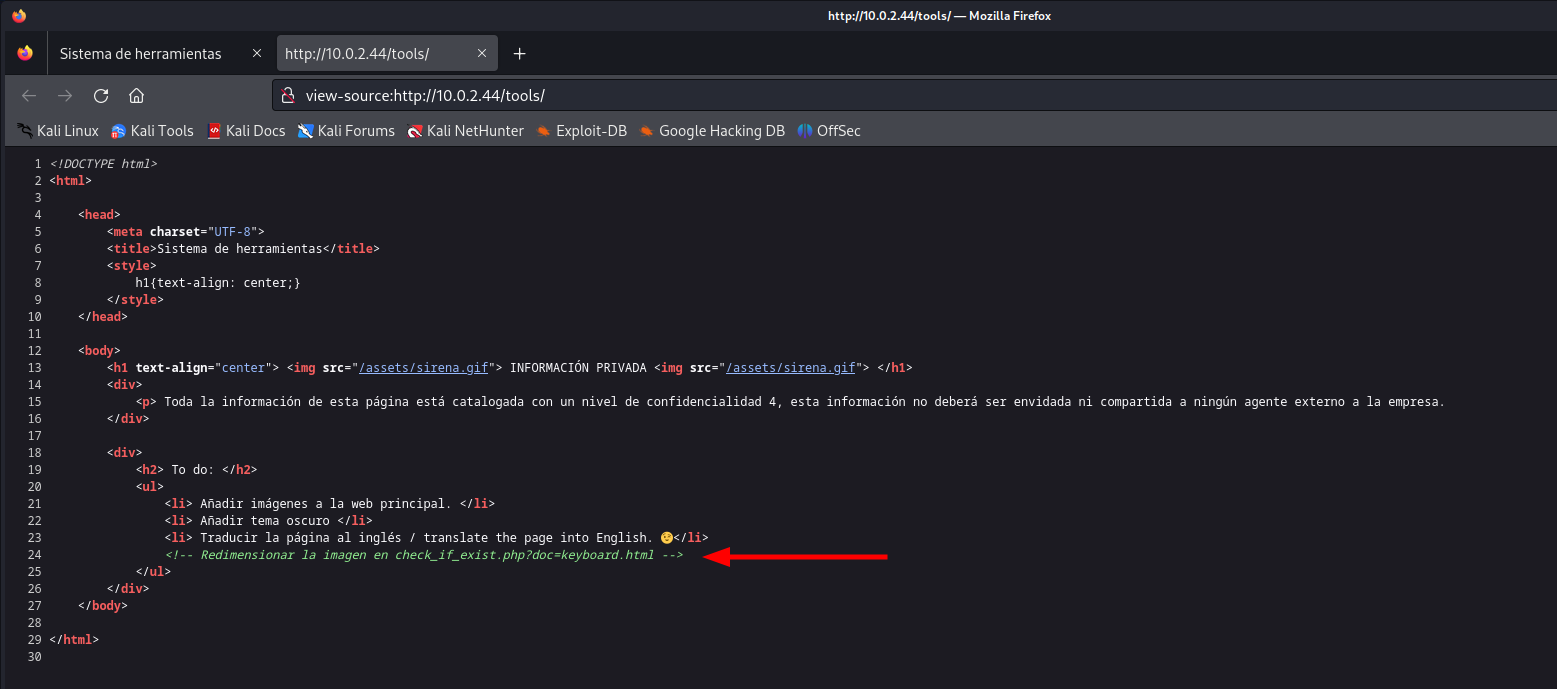 http://10.0.2.44/tools/ — Mozilla Firefox
Sistema de herramientas × http://10.0.2.44/tools/ × +
view-source:http://10.0.2.44/tools/
Kali Linux Kali Tools Kali Docs Kali Forums Kali NetHunter Exploit-DB Google Hacking DB OffSec
1 <!DOCTYPE html>
2 <html>
3
4 <head>
5 <meta charset="UTF-8">
6 <title>Sistema de herramientas</title>
7 <style>
8 h1{text-align: center;}
9 </style>
10 </head>
11
12 <body>
13 <h1 text-align="center"> <img src="/assets/sirena.gif"> INFORMACIÓN PRIVADA <img src="/assets/sirena.gif"> </h1>
14 <div>
15 <p> Toda la información de esta página está catalogada con un nivel de confidencialidad 4, esta información no deberá ser envidada ni compartida a ningún agente externo a la empresa.
16 </div>
17
18 <div>
19 <h2> To do: </h2>
20 <ul>
21 <li> Añadir imágenes a la web principal. </li>
22 <li> Añadir tema oscuro </li>
23 <li> Traducir la página al inglés / translate the page into English. 🤨</li>
24 <!-- Redimensionar la imagen en check_if_exist.php?doc=keyboard.html -->
25 </ul>
26 </div>
27 </body>
28
29 </html>
30